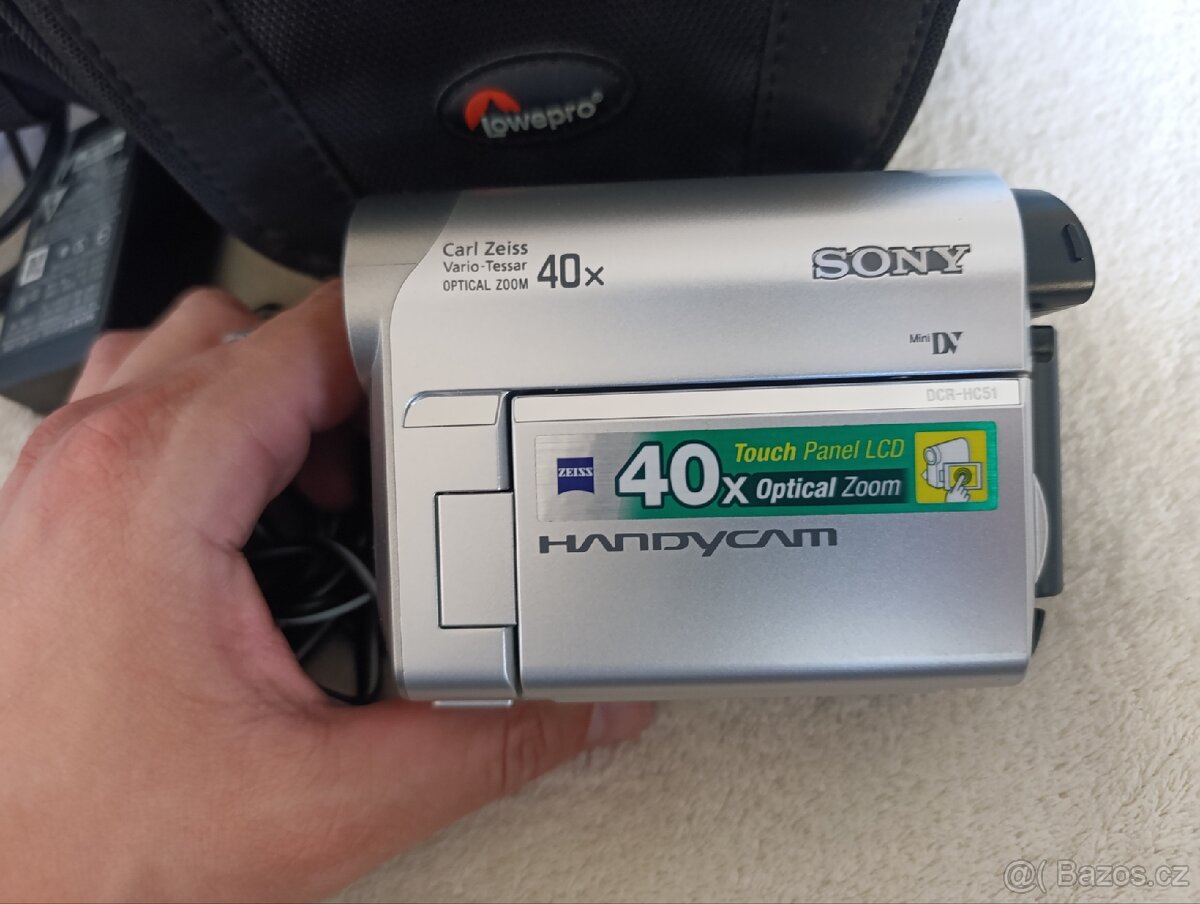 lowepro
Carl Zeiss
Vario-Tessar
OPTICAL ZOOM
40x
SONY
Mini DV
DCR-HC51
ZEISS
40x
Touch Panel LCD
Optical Zoom
HANDYCAM
@( Bazos.cz